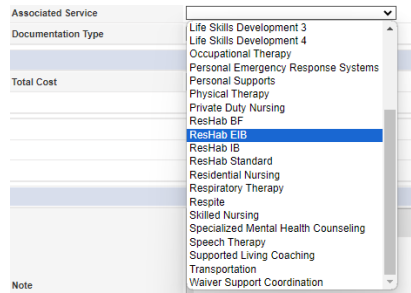 Associated Service
Documentation Type
Total Cost
Note
Life Skills Development 3
Life Skills Development 4
Occupational Therapy
Personal Emergency Response Systems
Personal Supports
Physical Therapy
Private Duty Nursing
ResHab BF
ResHab EIB
ResHab IB
ResHab Standard
Residential Nursing
Respiratory Therapy
Respite
Skilled Nursing
Specialized Mental Health Counseling
Speech Therapy
Supported Living Coaching
Transportation
Waiver Support Coordination